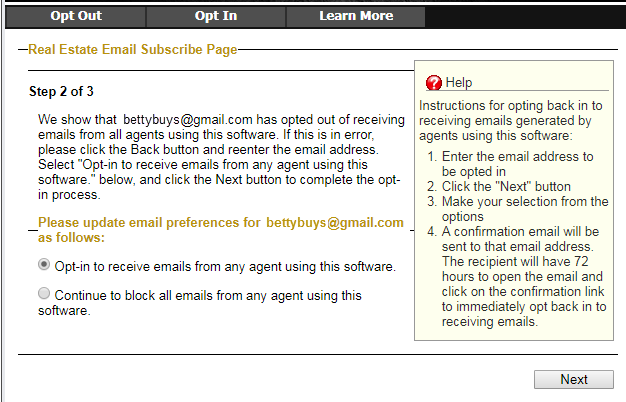 Opt Out Opt In Learn More
Real Estate Email Subscribe Page
Step 2 of 3
We show that bettybuys@gmail.com has opted out of receiving
emails from all agents using this software. If this is in error,
please click the Back button and reenter the email address.
Select "Opt-in to receive emails from any agent using this
software." below, and click the Next button to complete the opt-
in process.
Please update email preferences for bettybuys@gmail.com
as follows:
Opt-in to receive emails from any agent using this software.
Continue to block all emails from any agent using this
software.
? Help
Instructions for opting back in to
receiving emails generated by
agents using this software:
1. Enter the email address to
be opted in
2. Click the "Next" button
3. Make your selection from the
options
4. A confirmation email will be
sent to that email address.
The recipient will have 72
hours to open the email and
click on the confirmation link
to immediately opt back in to
receiving emails.
Next